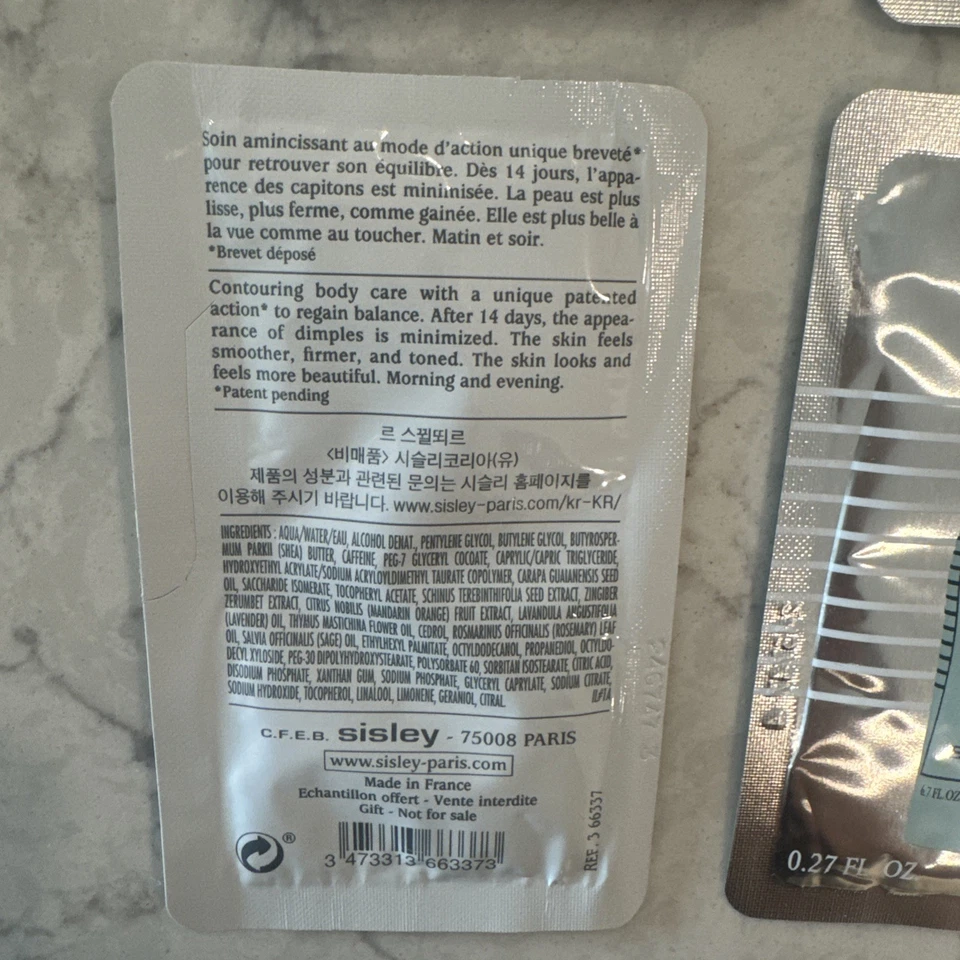 Soin amincissant au mode d'action unique breveté*
pour retrouver son équilibre. Dès 14 jours, l'appa-
rence des capitons est minimisée. La peau est plus
lisse, plus ferme, comme gainée. Elle est plus belle à
la vue comme au toucher. Matin et soir.
*Brevet déposé
Contouring body care with a unique patented
action* to regain balance. After 14 days, the appea-
rance of dimples is minimized. The skin feels
smoother, firmer, and toned. The skin looks and
feels more beautiful. Morning and evening.
*Patent pending
르 스뀔뙤르
<비매품> 시슬리코리아(유)
제품의 성분과 관련된 문의는 시슬리 홈페이지를
이용해 주시기 바랍니다. www.sisley-paris.com/kr-KR/
INGREDIENTS : AQUA/WATER/EAU, ALCOHOL DENAT., PENTYLENE GLYCOL, BUTYLENE GLYCOL, BUTYROSPER-
MUM PARKII (SHEA) BUTTER, CAFFEINE, PEG-7 GLYCERYL COCOATE, CAPRYLIC/CAPRIC TRIGLYCERIDE,
HYDROXYETHYL ACRYLATE/SODIUM ACRYLOYLDIMETHYL TAURATE COPOLYMER, CARAPA GUAIANENSIS SEED
OIL, SACCHARIDE ISOMERATE, TOCOPHERYL ACETATE, SCHINUS TEREBINTHIFOLIA SEED EXTRACT, ZINGIBER
ZERUMBET EXTRACT, CITRUS NOBILIS (MANDARIN ORANGE) FRUIT EXTRACT, LAVANDULA AUGUSTIFOLIA
(LAVENDER) OIL, THYMUS MASTICHINA FLOWER OIL, CEDROL, ROSMARINUS OFFICINALIS (ROSEMARY) LEAF
OIL, SALVIA OFFICINALIS (SAGE) OIL, ETHYLHEXYL PALMITATE, OCTYLDODECANOL, PROPANEDIOL, OCTYLDO-
DECYL XYLOSIDE, PEG-30 DIPOLYHYDROXYSTEARATE, POLYSORBATE 60, SORBITAN ISOSTEARATE, CITRIC ACID,
DISODIUM PHOSPHATE, XANTHAN GUM, SODIUM PHOSPHATE, GLYCERYL CAPRYLATE, SODIUM CITRATE,
SODIUM HYDROXIDE, TOCOPHEROL, LINALOOL, LIMONENE, GERANIOL, CITRAL.
C.F.E.B. sisley - 75008 PARIS
www.sisley-paris.com
Made in France
Echantillon offert - Vente interdite
Gift - Not for sale
3 473313 663373
REF. 3 66337
®
0.27 FL OZ